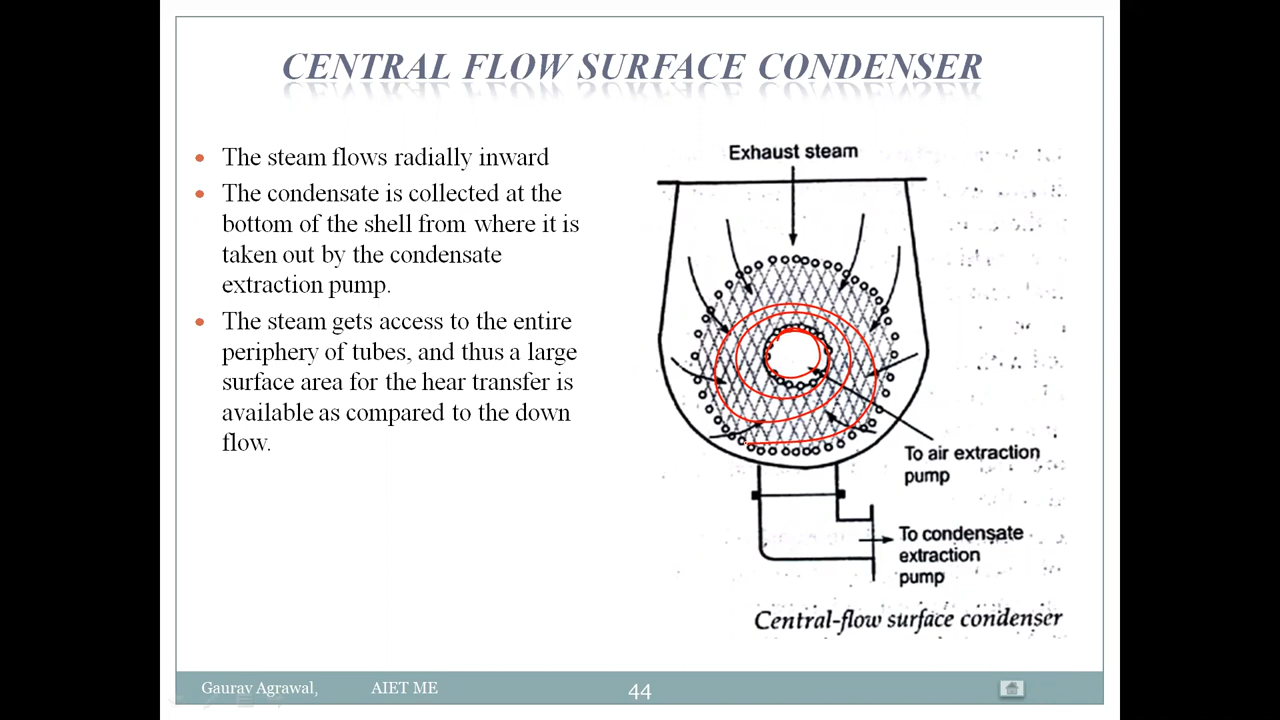 CENTRAL FLOW SURFACE CONDENSER
• The steam flows radially inward
• The condensate is collected at the
bottom of the shell from where it is
taken out by the condensate
extraction pump.
• The steam gets access to the entire
periphery of tubes, and thus a large
surface area for the hear transfer is
available as compared to the down
flow.
Exhaust steam
To air extraction
pump
To condensate
extraction
pump
Central-flow surface condenser
Gaurav Agrawal, AIET ME 44